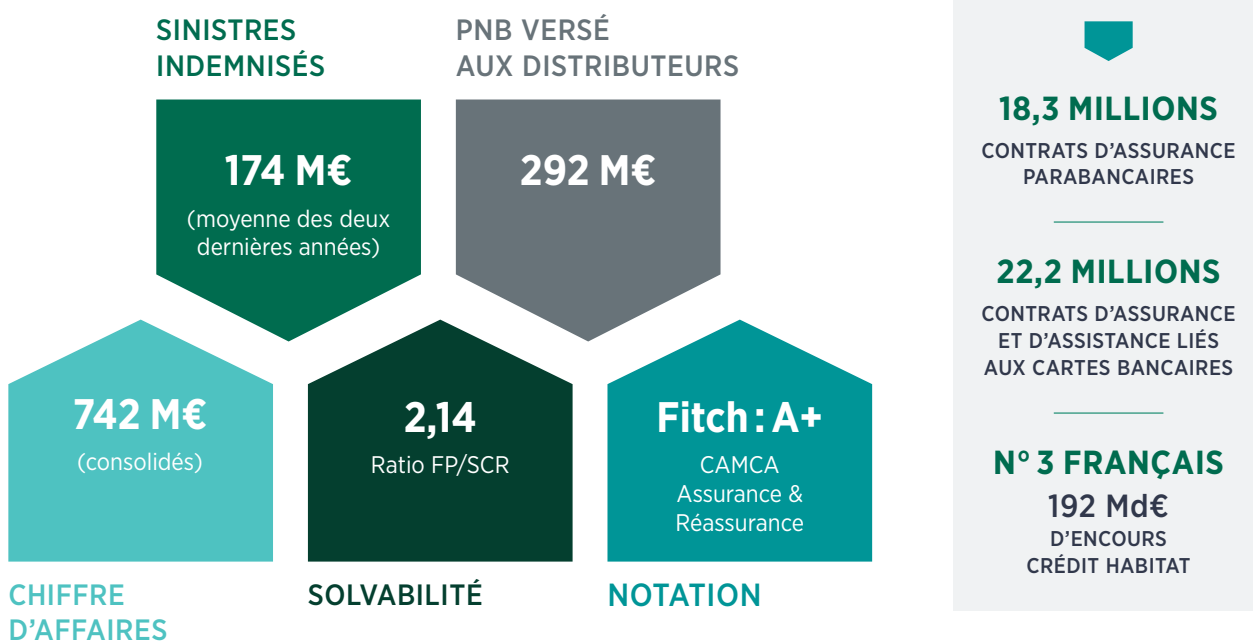 SINISTRES
INDEMNISÉS
174 M€
(moyenne des deux
dernières années)
PNB VERSÉ
AUX DISTRIBUTEURS
292 M€
742 M€
(consolidés)
CHIFFRE
D'AFFAIRES
2,14
Ratio FP/SCR
SOLVABILITÉ
Fitch : A+
CAMCA
Assurance &
Réassurance
NOTATION
18,3 MILLIONS
CONTRATS D'ASSURANCE
PARABANCAIRES
22,2 MILLIONS
CONTRATS D'ASSURANCE
ET D'ASSISTANCE LIÉS
AUX CARTES BANCAIRES
N° 3 FRANÇAIS
192 Md€
D'ENCOURS
CRÉDIT HABITAT